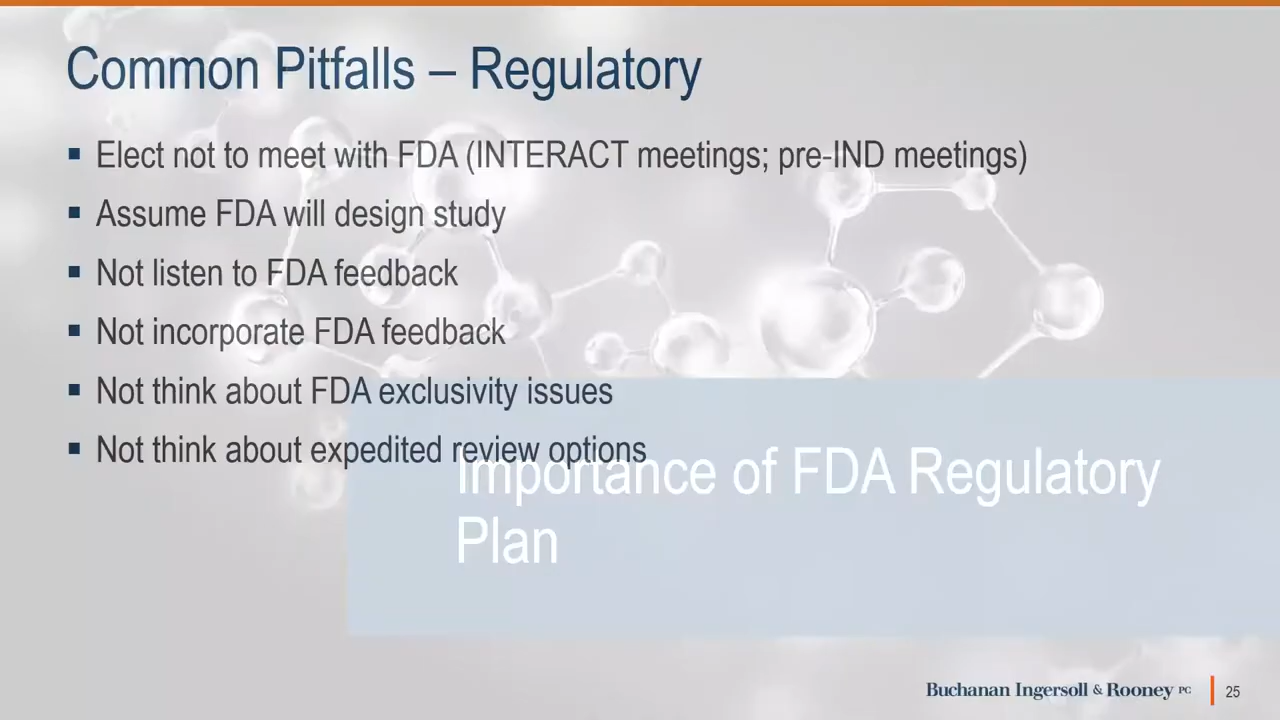 Common Pitfalls – Regulatory
▪ Elect not to meet with FDA (INTERACT meetings; pre-IND meetings)
▪ Assume FDA will design study
▪ Not listen to FDA feedback
▪ Not incorporate FDA feedback
▪ Not think about FDA exclusivity issues
▪ Not think about expedited review options
Importance of FDA Regulatory
Plan
Buchanan Ingersoll & Rooney PC
25